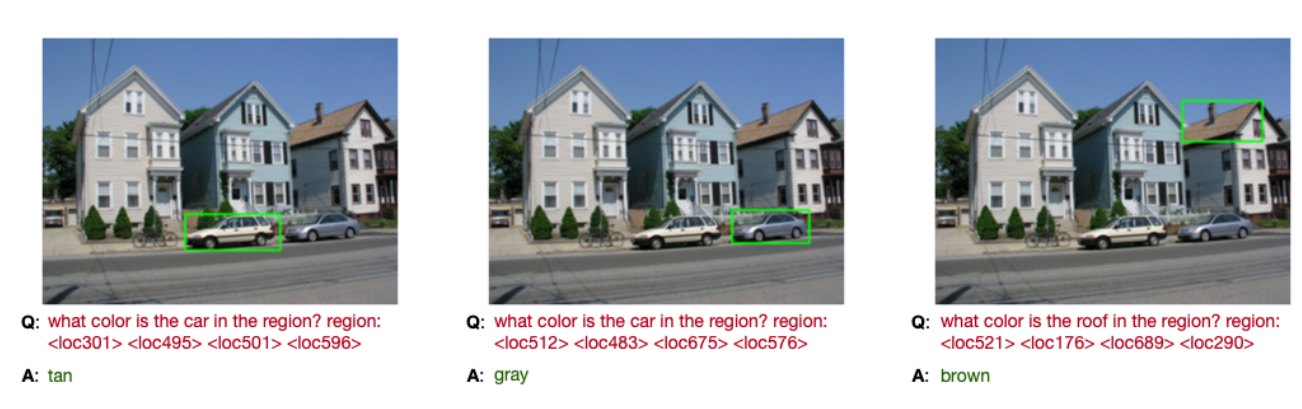 Q: what color is the car in the region? region:
<loc301> <loc495> <loc501> <loc596>
A: tan
Q: what color is the car in the region? region:
<loc512> <loc483> <loc675> <loc576>
A: gray
Q: what color is the roof in the region? region:
<loc521> <loc176> <loc689> <loc290>
A: brown